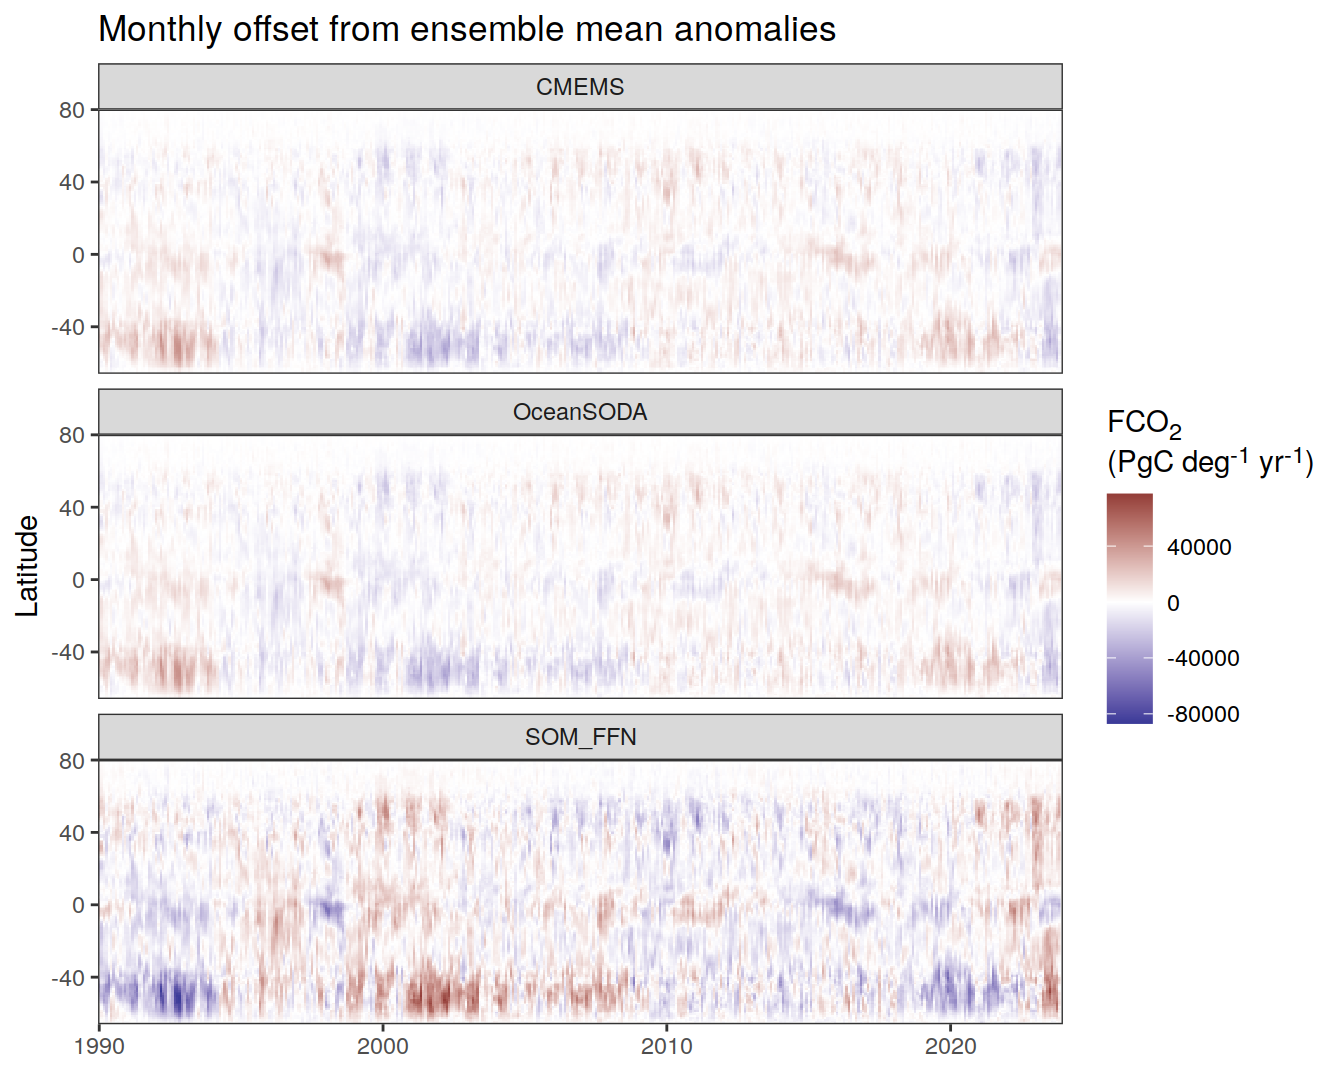 Monthly offset from ensemble mean anomalies
CMEMS
80
40
0
-40
OceanSODA
80
40
0
-40
SOM_FFN
80
40
0
-40
1990 2000 2010 2020
Latitude
FCO₂
(PgC deg⁻¹ yr⁻¹)
40000
0
-40000
-80000